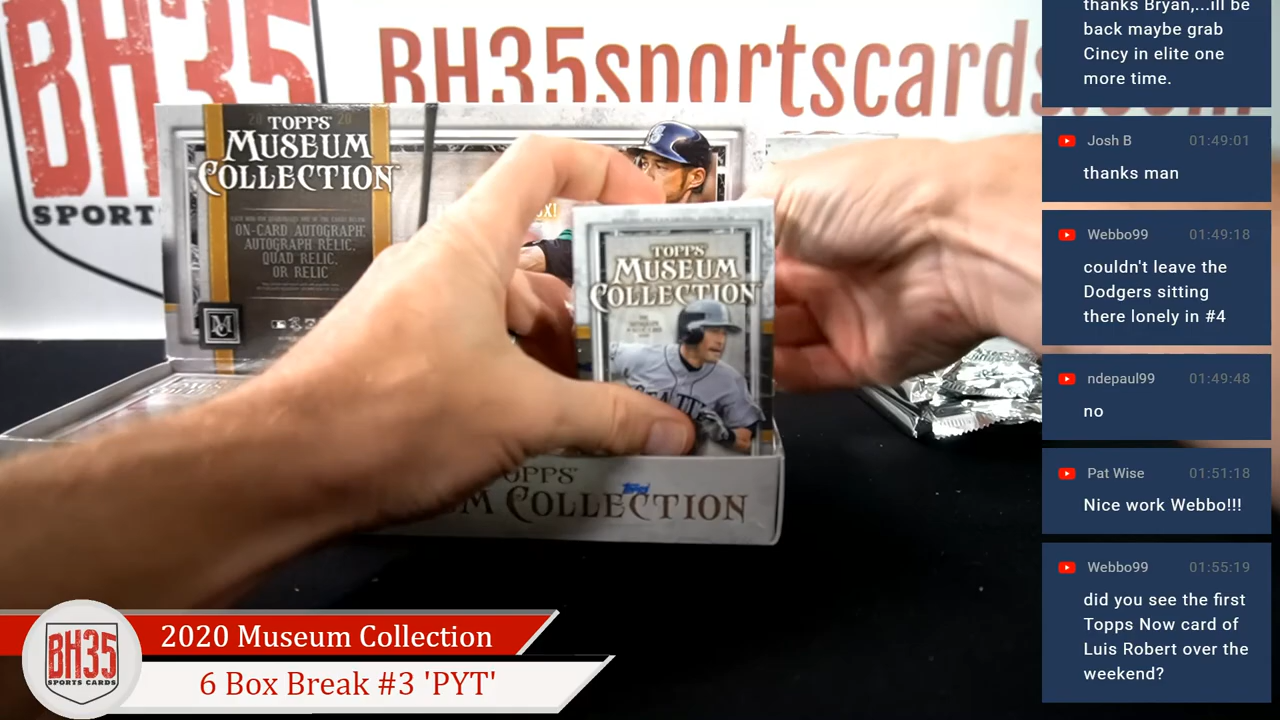 BH35
SPORT
BH35sportscards.com
20 20
TOPPS
MUSEUM
COLLECTION
ON-CARD AUTOGRAPH,
AUTOGRAPH RELIC,
QUAD RELIC,
OR RELIC
TOPPS
MUSEUM
COLLECTION
SEATTLE
TOPPS
COLLECTION
topps
BH35
SPORTS CARDS
2020 Museum Collection
6 Box Break #3 'PYT'
thanks Bryan,...ill be
back maybe grab
Cincy in elite one
more time.
Josh B 01:49:01
thanks man
Webbo99 01:49:18
couldn't leave the
Dodgers sitting
there lonely in #4
ndepaul99 01:49:48
no
Pat Wise 01:51:18
Nice work Webbo!!!
Webbo99 01:55:19
did you see the first
Topps Now card of
Luis Robert over the
weekend?